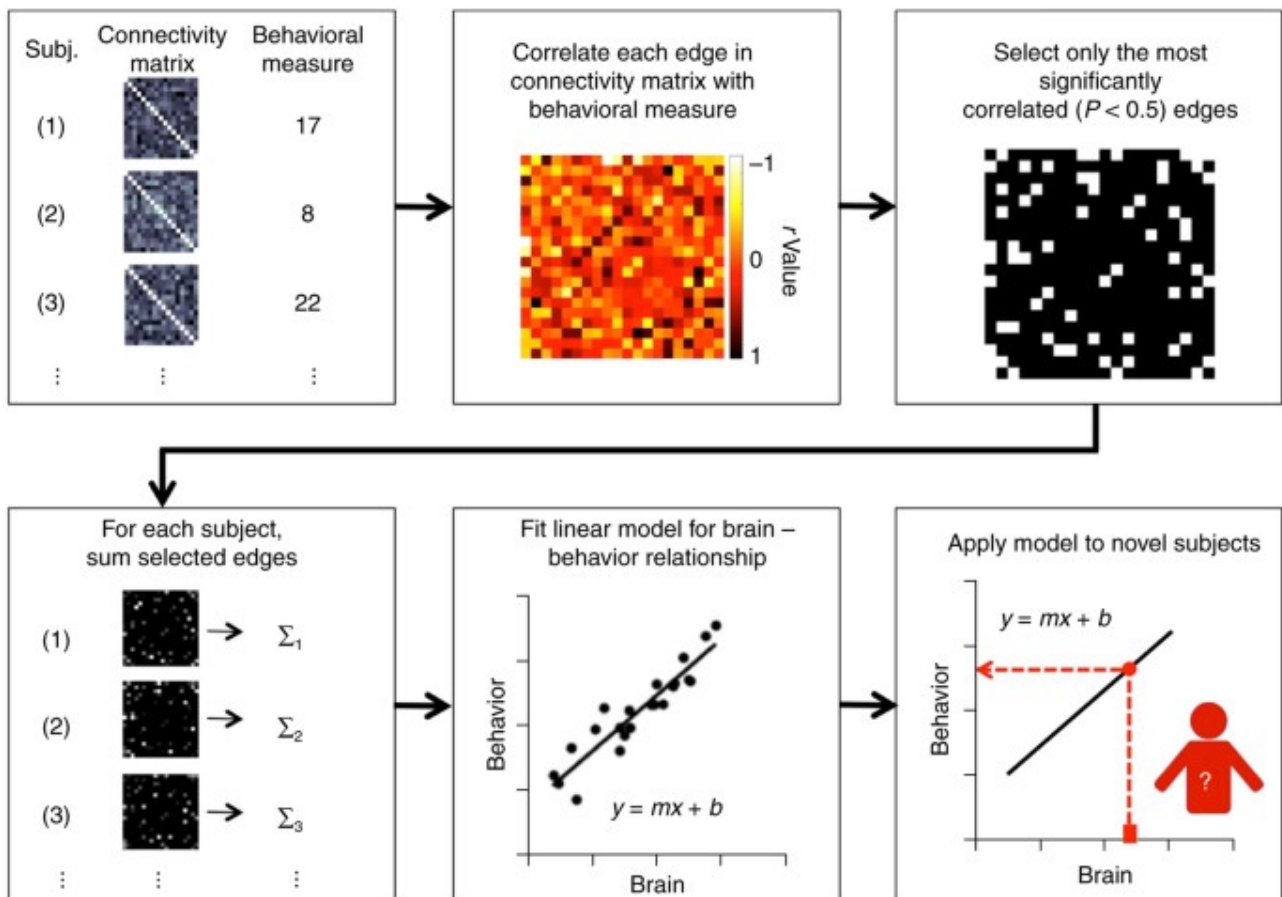 Subj.
Connectivity
matrix
Behavioral
measure
(1)
17
(2)
8
(3)
22
...
...
...
Correlate each edge in
connectivity matrix with
behavioral measure
–1
0
1
r Value
Select only the most
significantly
correlated (P < 0.5) edges
For each subject,
sum selected edges
(1)
Σ1
(2)
Σ2
(3)
Σ3
...
...
...
Fit linear model for brain –
behavior relationship
Behavior
y = mx + b
Brain
Apply model to novel subjects
y = mx + b
Behavior
?
Brain